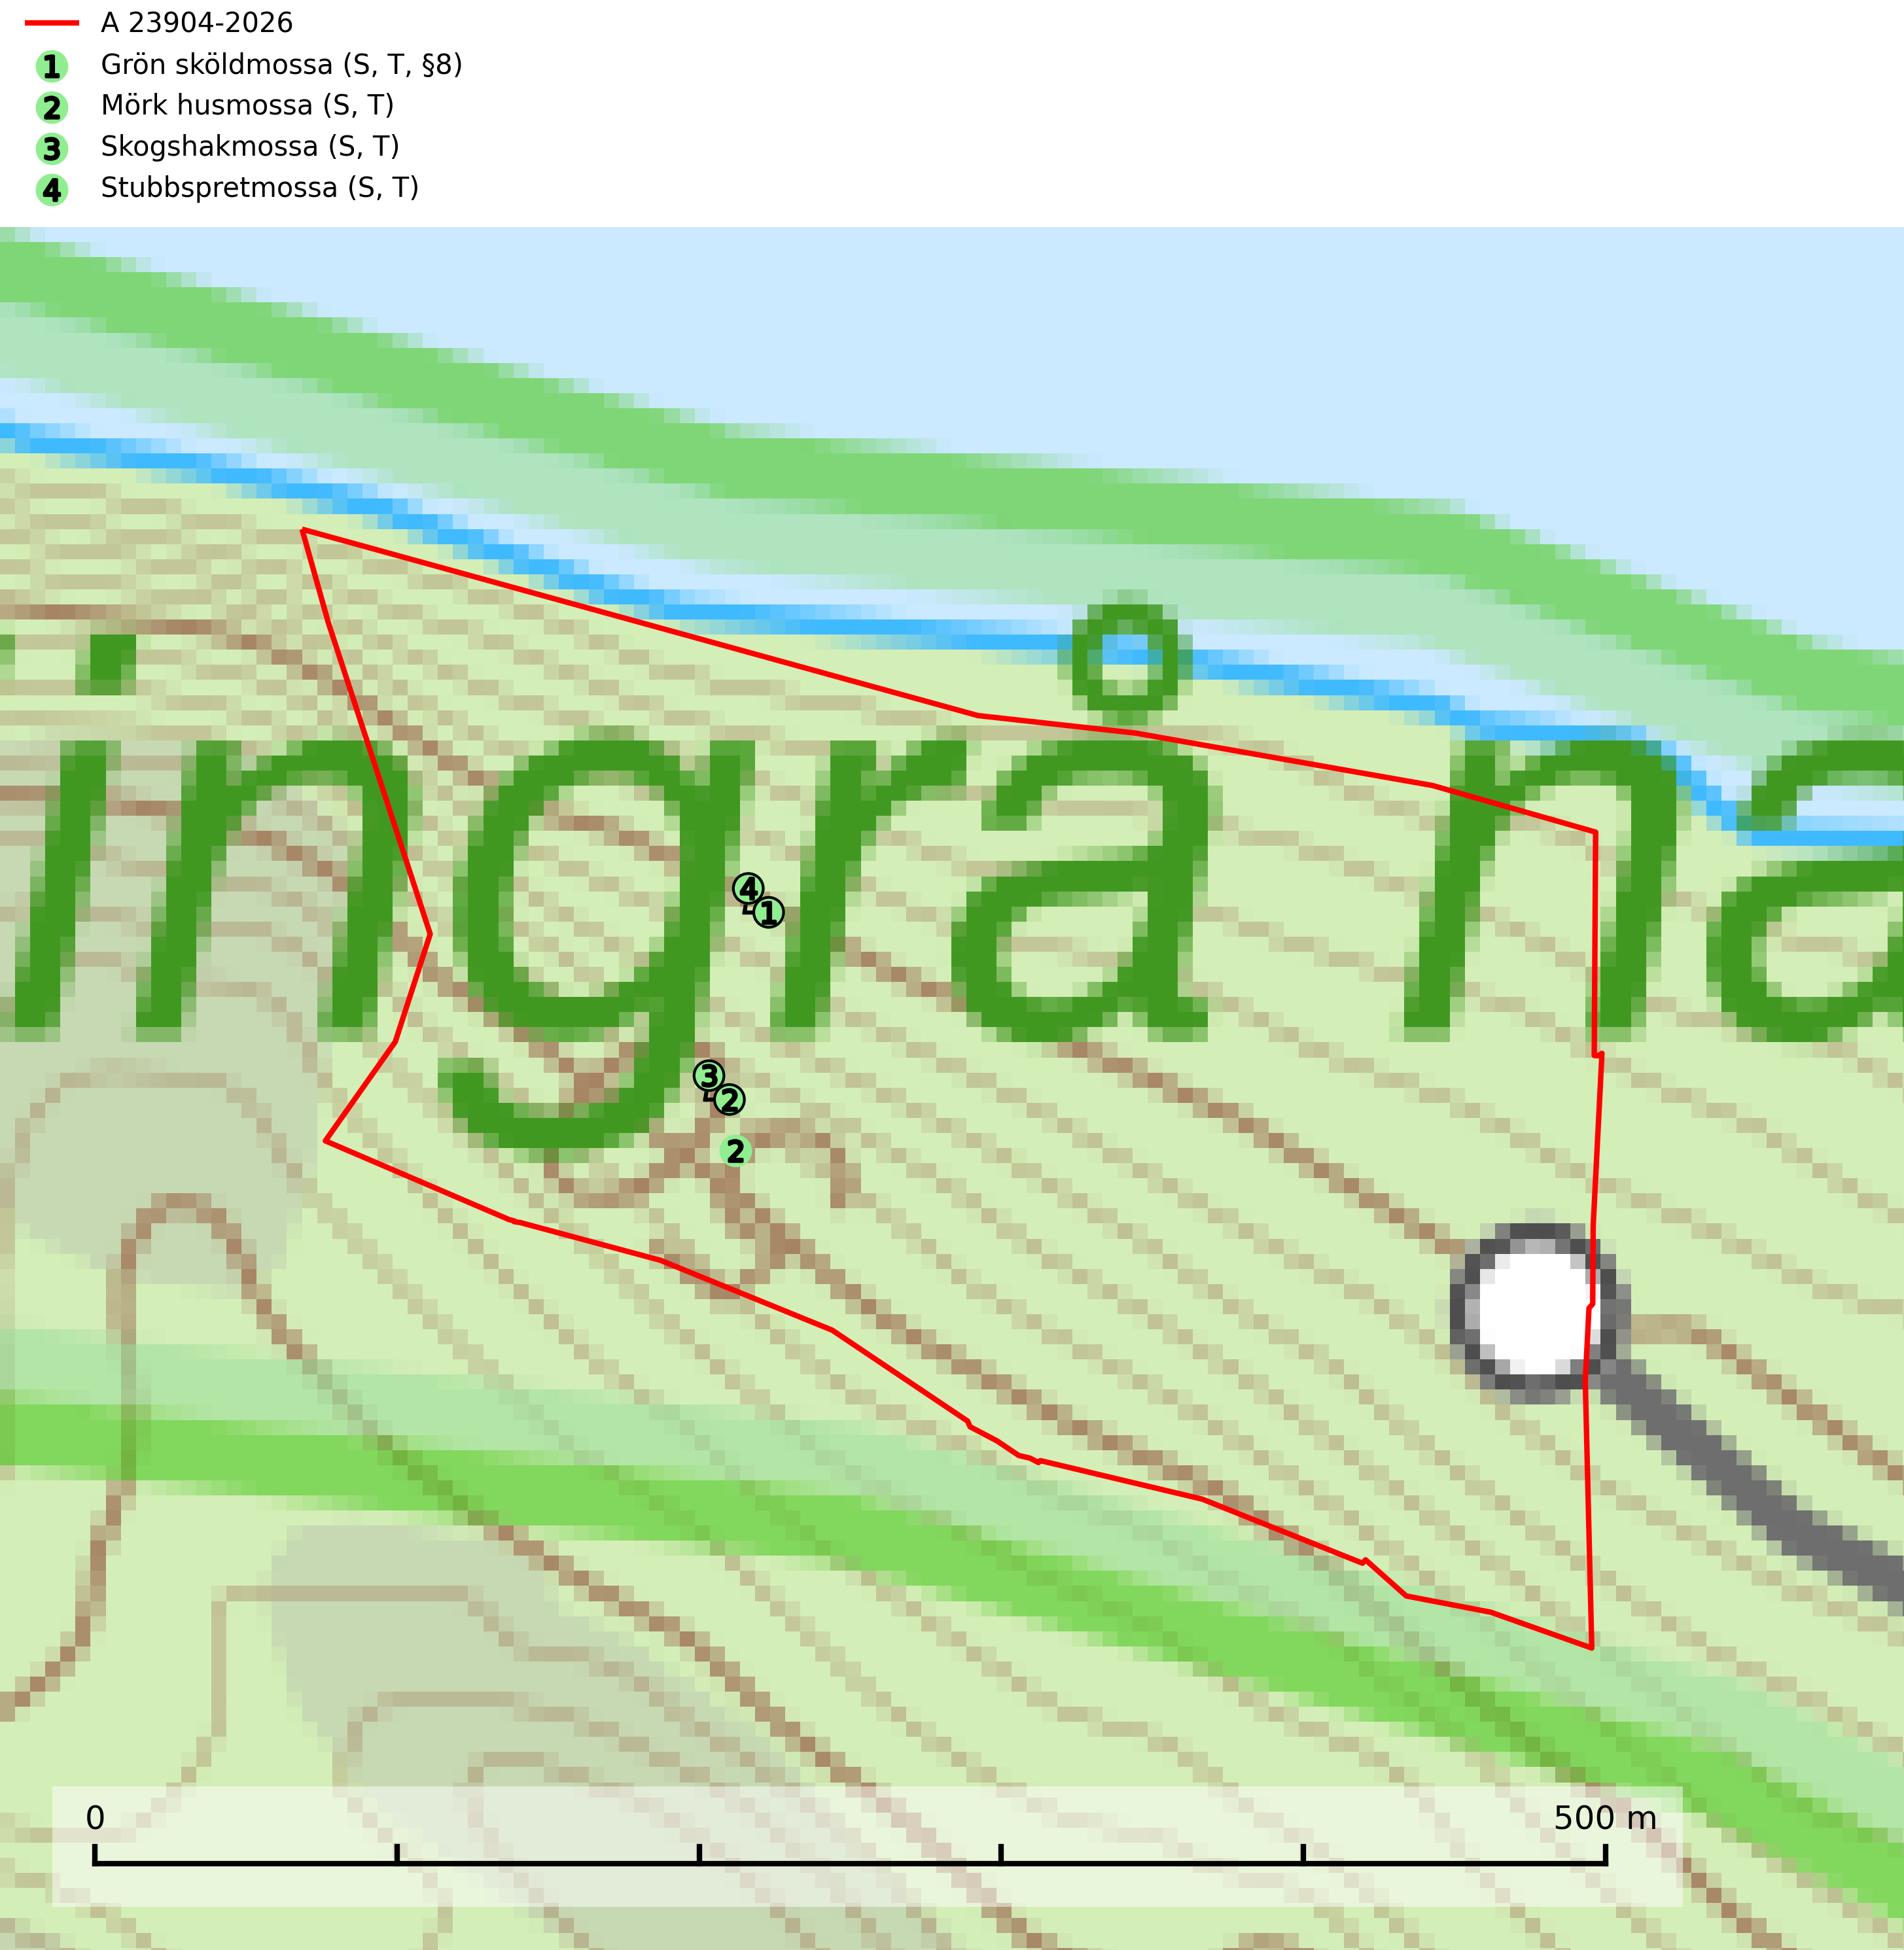 A 23904-2026
1 Grön sköldmossa (S, T, §8)
2 Mörk husmossa (S, T)
3 Skogshakmossa (S, T)
4 Stubbspretmossa (S, T)
ingra na
4
1
3
2
2
0 500 m